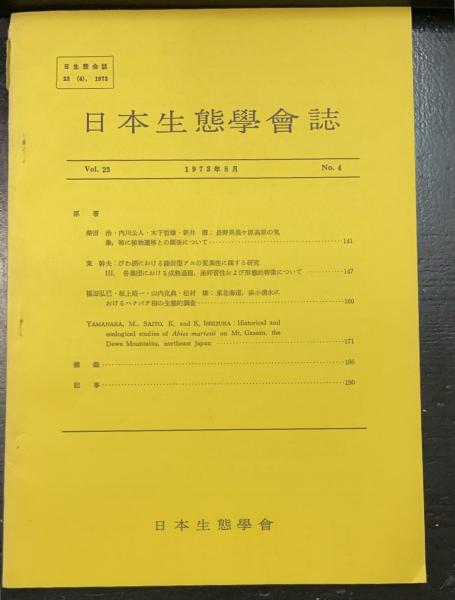 日生態会誌
23 (4), 1973
日本生態學會誌
Vol. 23 1973年8月 No. 4
原著
柴田 治・内川公人・木下哲雄・新井 : 長野県美ケ原高原の気
象，特に植物遷移との関係について 141
東 幹夫：びわ湖における陸封型アユの変異性に関する研究
III. 各集団における成熟過程，産卵習性および形態的特徴について 147
福田弘巳・坂上昭一・山内克典・松村 雄：東北海道，浜小清水に
おけるハナバチ相の生態的調査 160
YAMANAKA, M., SAITO, K. and K. ISHIZUKA : Historical and
ecological studies of Abies mariesii on Mt. Gassan, the
Dewa Mountains, northeast Japan 171
雑録 186
記事 190
日本生態學會